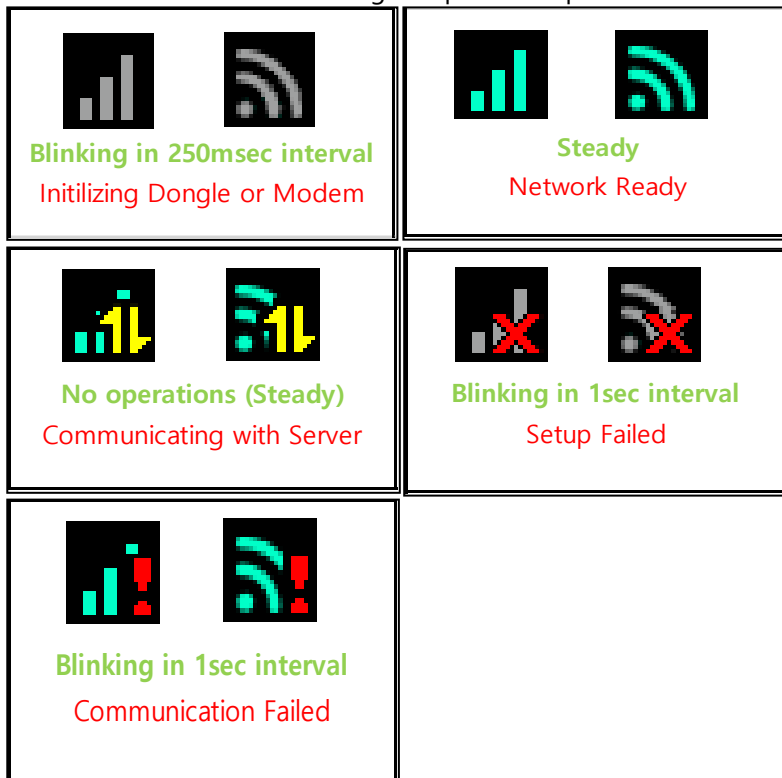 Blinking in 250msec interval
Initilizing Dongle or Modem
Steady
Network Ready
No operations (Steady)
Communicating with Server
Blinking in 1sec interval
Setup Failed
Blinking in 1sec interval
Communication Failed